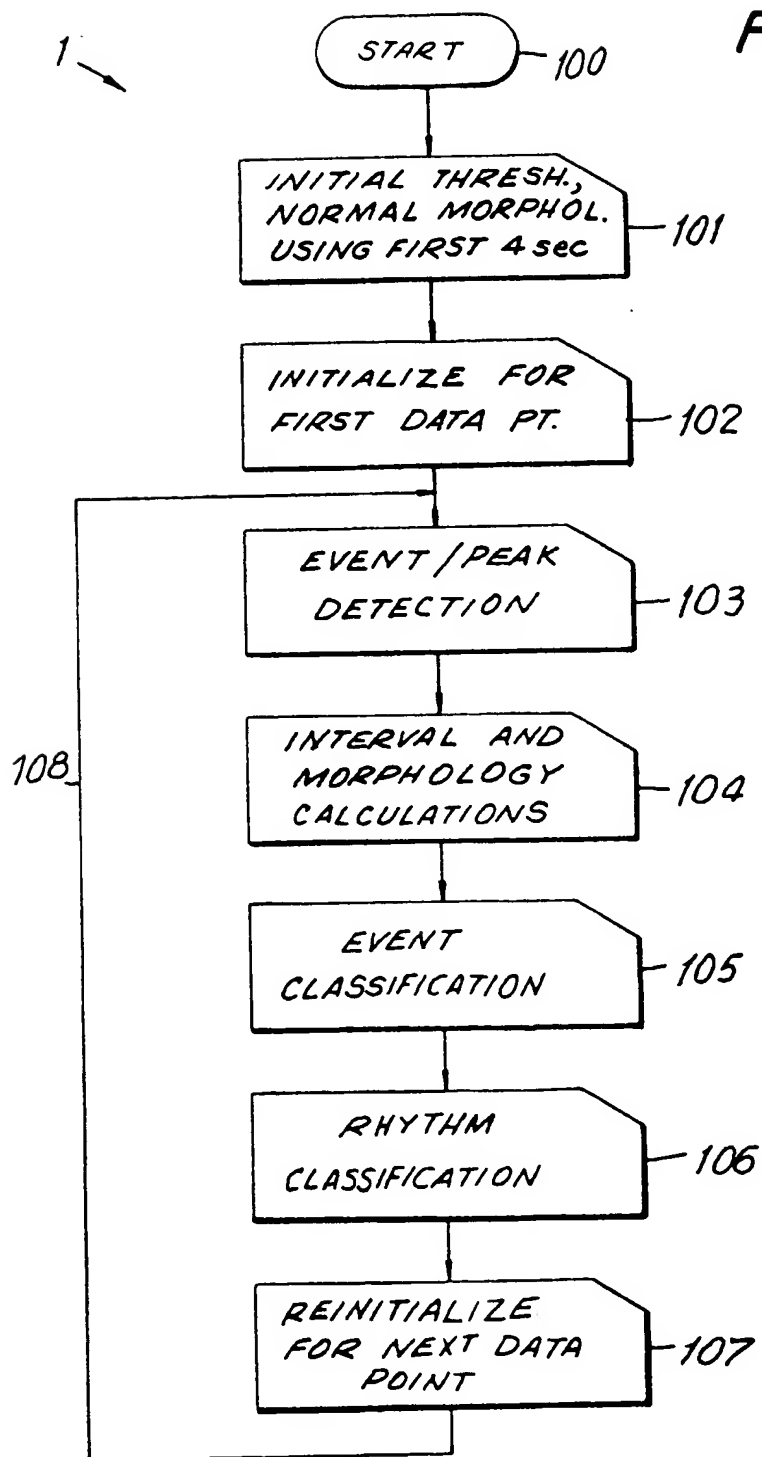 F
1
START
100
INITIAL THRESH.,
NORMAL MORPHOL.
USING FIRST 4 sec
101
INITIALIZE FOR
FIRST DATA PT.
102
EVENT / PEAK
DETECTION
103
INTERVAL AND
MORPHOLOGY
CALCULATIONS
104
108
EVENT
CLASSIFICATION
105
RHYTHM
CLASSIFICATION
106
REINITIALIZE
FOR NEXT DATA
POINT
107